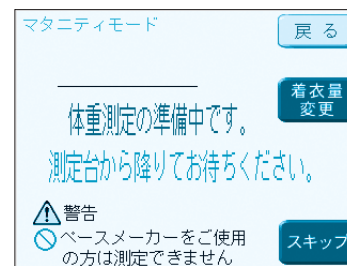 マタニティモード
戻る
着衣量
変更
体重測定の準備中です。
測定台から降りてお待ちください。
警告
ペースメーカーをご使用
の方は測定できません
スキップ